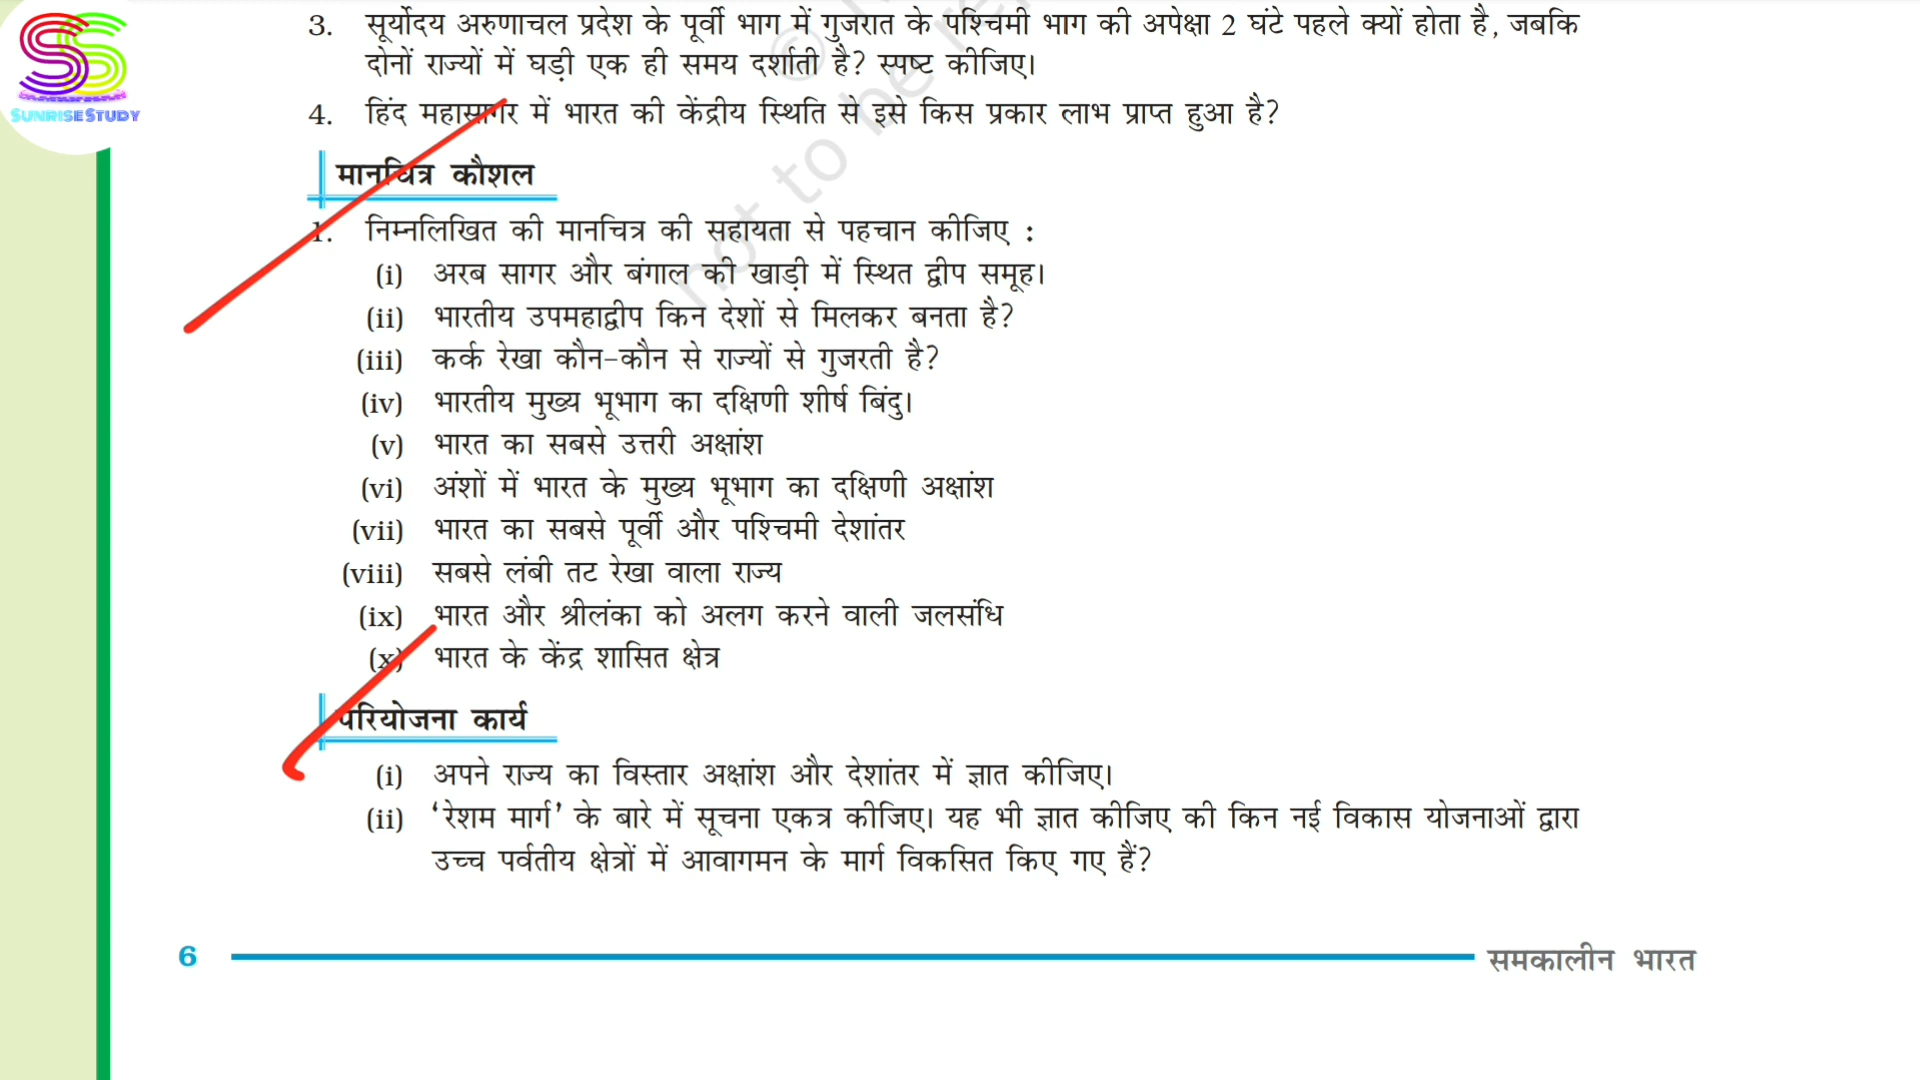 3. सूर्योदय अरुणाचल प्रदेश के पूर्वी भाग में गुजरात के पश्चिमी भाग की अपेक्षा 2 घंटे पहले क्यों होता है, जबकि
दोनों राज्यों में घड़ी एक ही समय दर्शाती है? स्पष्ट कीजिए।
SUNRISESTUDY
4. हिंद महासागर में भारत की केंद्रीय स्थिति से इसे किस प्रकार लाभ प्राप्त हुआ है?
मानचित्र कौशल
1. निम्नलिखित की मानचित्र की सहायता से पहचान कीजिए :
(i) अरब सागर और बंगाल की खाड़ी में स्थित द्वीप समूह।
(ii) भारतीय उपमहाद्वीप किन देशों से मिलकर बनता है?
(iii) कर्क रेखा कौन-कौन से राज्यों से गुजरती है?
(iv) भारतीय मुख्य भूभाग का दक्षिणी शीर्ष बिंदु।
(v) भारत का सबसे उत्तरी अक्षांश
(vi) अंशों में भारत के मुख्य भूभाग का दक्षिणी अक्षांश
(vii) भारत का सबसे पूर्वी और पश्चिमी देशांतर
(viii) सबसे लंबी तट रेखा वाला राज्य
(ix) भारत और श्रीलंका को अलग करने वाली जलसंधि
(x) भारत के केंद्र शासित क्षेत्र
परियोजना कार्य
(i) अपने राज्य का विस्तार अक्षांश और देशांतर में ज्ञात कीजिए।
(ii) ‘रेशम मार्ग’ के बारे में सूचना एकत्र कीजिए। यह भी ज्ञात कीजिए की किन नई विकास योजनाओं द्वारा
उच्च पर्वतीय क्षेत्रों में आवागमन के मार्ग विकसित किए गए हैं?
6 समकालीन भारत
not to be